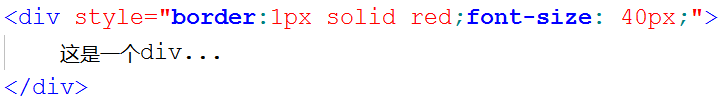 <div style="border:1px solid red;font-size: 40px;">
这是一个div...
</div>